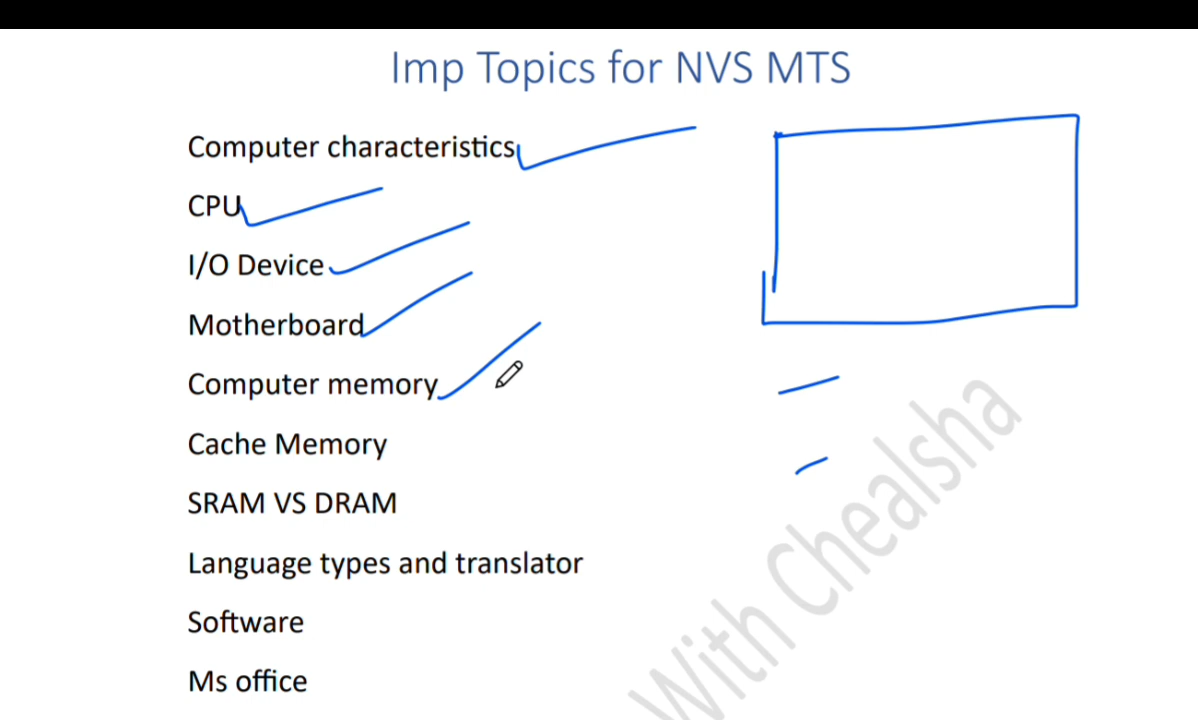 Imp Topics for NVS MTS
Computer characteristics
CPU
I/O Device
Motherboard
Computer memory
Cache Memory
SRAM VS DRAM
Language types and translator
Software
Ms office
With Chealsha